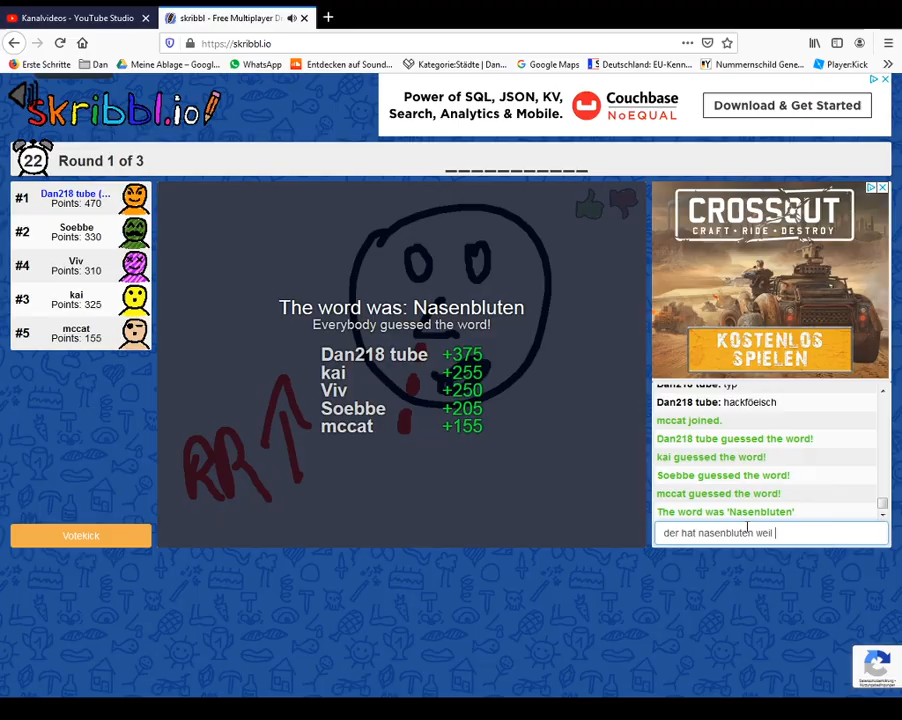 Kanalvideos - YouTube Studio
skribbl - Free Multiplayer D
https://skribbl.io
Erste Schritte
Dan
Meine Ablage – Googl...
WhatsApp
Entdecken auf Sound...
Kategorie:Städte | Dan...
Google Maps
Deutschland: EU-Kenn...
Nummernschild Gene...
Player:Kick
skribbl.io
Power of SQL, JSON, KV,
Search, Analytics & Mobile.
Couchbase
NoEQUAL
Download & Get Started
22
Round 1 of 3
___________
#1 Dan218 tube (...
Points: 470
#2 Soebbe
Points: 330
#4 Viv
Points: 310
#3 kai
Points: 325
#5 mccat
Points: 155
Votekick
The word was: Nasenbluten
Everybody guessed the word!
Dan218 tube +375
kai +255
Viv +250
Soebbe +205
mccat +155
RR
CROSSOUT
CRAFT • RIDE • DESTROY
KOSTENLOS
SPIELEN
Dan218 tube: typ
Dan218 tube: hackföeisch
mccat joined.
Dan218 tube guessed the word!
kai guessed the word!
Soebbe guessed the word!
mccat guessed the word!
The word was 'Nasenbluten'
der hat nasenbluten weil